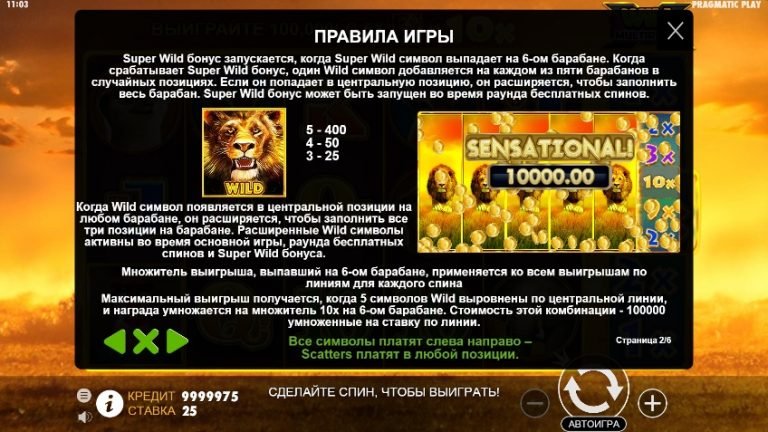 11:03
PRAGMATIC PLAY
ПРАВИЛА ИГРЫ
Super Wild бонус запускается, когда Super Wild символ выпадает на 6-ом барабане. Когда
срабатывает Super Wild бонус, один Wild символ добавляется на каждом из пяти барабанов в
случайных позициях. Если он попадает в центральную позицию, он расширяется, чтобы заполнить
весь барабан. Super Wild бонус может быть запущен во время раунда бесплатных спинов.
WILD
5 - 400
4 - 50
3 - 25
SENSATIONAL!
10000.00
3x
10x
9x
2x
Когда Wild символ появляется в центральной позиции на
любом барабане, он расширяется, чтобы заполнить все
три позиции на барабане. Расширенные Wild символы
активны во время основной игры, раунда бесплатных
спинов и Super Wild бонуса.
Множитель выигрыша, выпавший на 6-ом барабане, применяется ко всем выигрышам по
линиям для каждого спина
Максимальный выигрыш получается, когда 5 символов Wild выровнены по центральной линии,
и награда умножается на множитель 10x на 6-ом барабане. Стоимость этой комбинации - 100000
умноженные на ставку по линии.
Все символы платят слева направо –
Scatters платят в любой позиции.
Страница 2/6
КРЕДИТ 9999975
СТАВКА 25
СДЕЛАЙТЕ СПИН, ЧТОБЫ ВЫИГРАТЬ!
АВТОИГРА